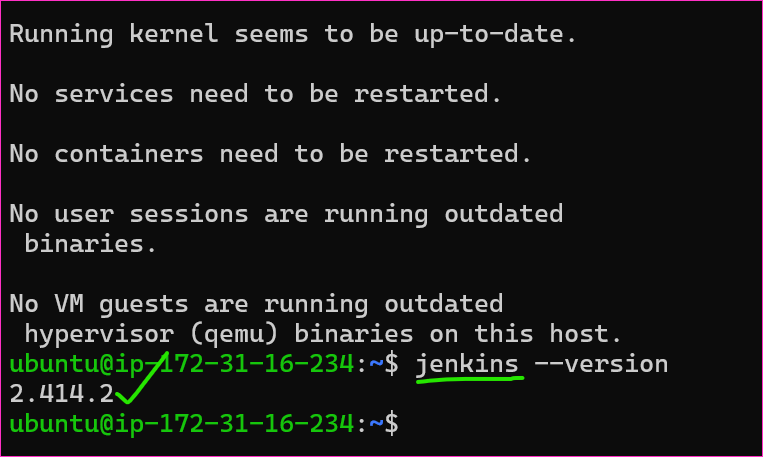 Running kernel seems to be up-to-date.
No services need to be restarted.
No containers need to be restarted.
No user sessions are running outdated
binaries.
No VM guests are running outdated
hypervisor (qemu) binaries on this host.
ubuntu@ip-172-31-16-234:~$ jenkins --version
2.414.2
ubuntu@ip-172-31-16-234:~$